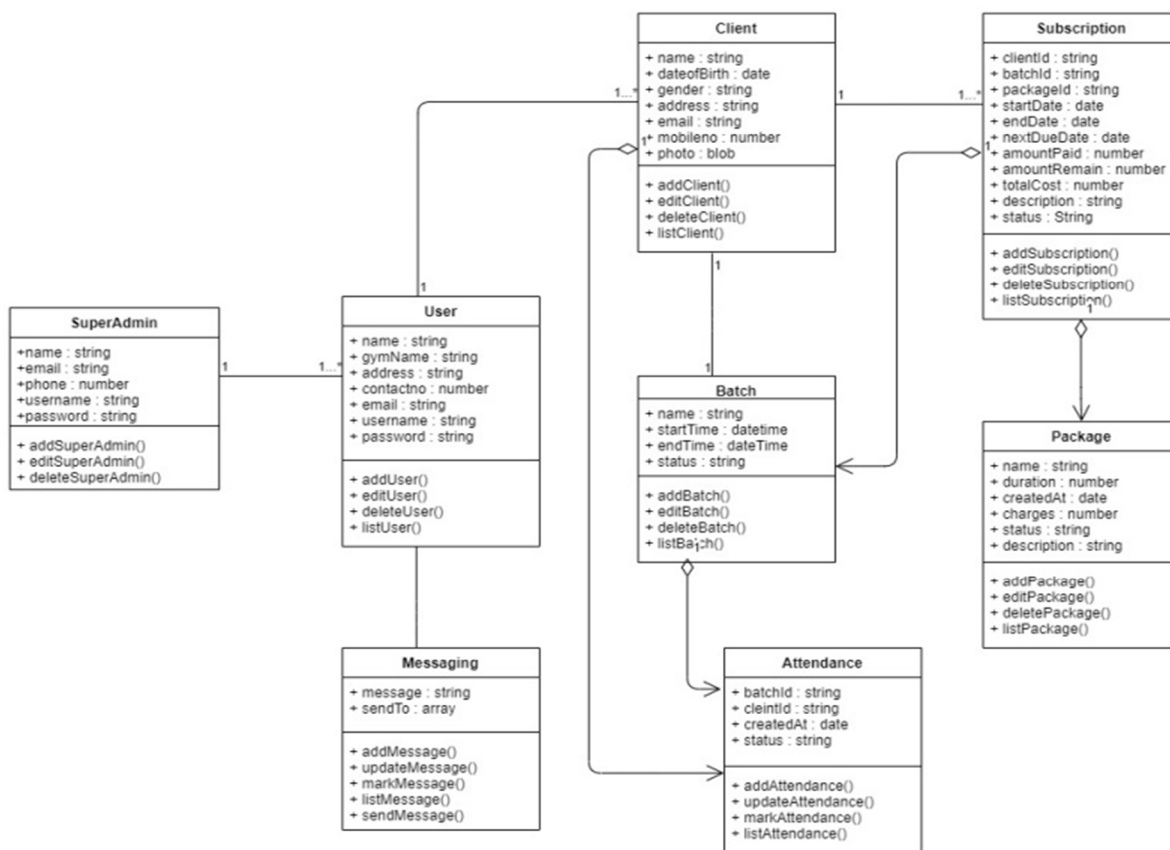 Client
+ name : string
+ dateofBirth : date
+ gender : string
+ address : string
+ email : string
+ mobileno : number
+ photo : blob
+ addClient()
+ editClient()
+ deleteClient()
+ listClient()
Subscription
+ clientId : string
+ batchId : string
+ packageId : string
+ startDate : date
+ endDate : date
+ nextDueDate : date
+ amountPaid : number
+ amountRemain : number
+ totalCost : number
+ description : string
+ status : String
+ addSubscription()
+ editSubscription()
+ deleteSubscription()
+ listSubscription()
1...*
1
1
1...*
1
1
1
1
1
SuperAdmin
+name : string
+email : string
+phone : number
+username : string
+password : string
+ addSuperAdmin()
+ editSuperAdmin()
+ deleteSuperAdmin()
1
1...*
User
+ name : string
+ gymName : string
+ address : string
+ contactno : number
+ email : string
+ username : string
+ password : string
+ addUser()
+ editUser()
+ deleteUser()
+ listUser()
Batch
+ name : string
+ startTime : datetime
+ endTime : dateTime
+ status : string
+ addBatch()
+ editBatch()
+ deleteBatch()
+ listBatch()
1
Package
+ name : string
+ duration : number
+ createdAt : date
+ charges : number
+ status : string
+ description : string
+ addPackage()
+ editPackage()
+ deletePackage()
+ listPackage()
Messaging
+ message : string
+ sendTo : array
+ addMessage()
+ updateMessage()
+ markMessage()
+ listMessage()
+ sendMessage()
Attendance
+ batchId : string
+ cleintId : string
+ createdAt : date
+ status : string
+ addAttendance()
+ updateAttendance()
+ markAttendance()
+ listAttendance()